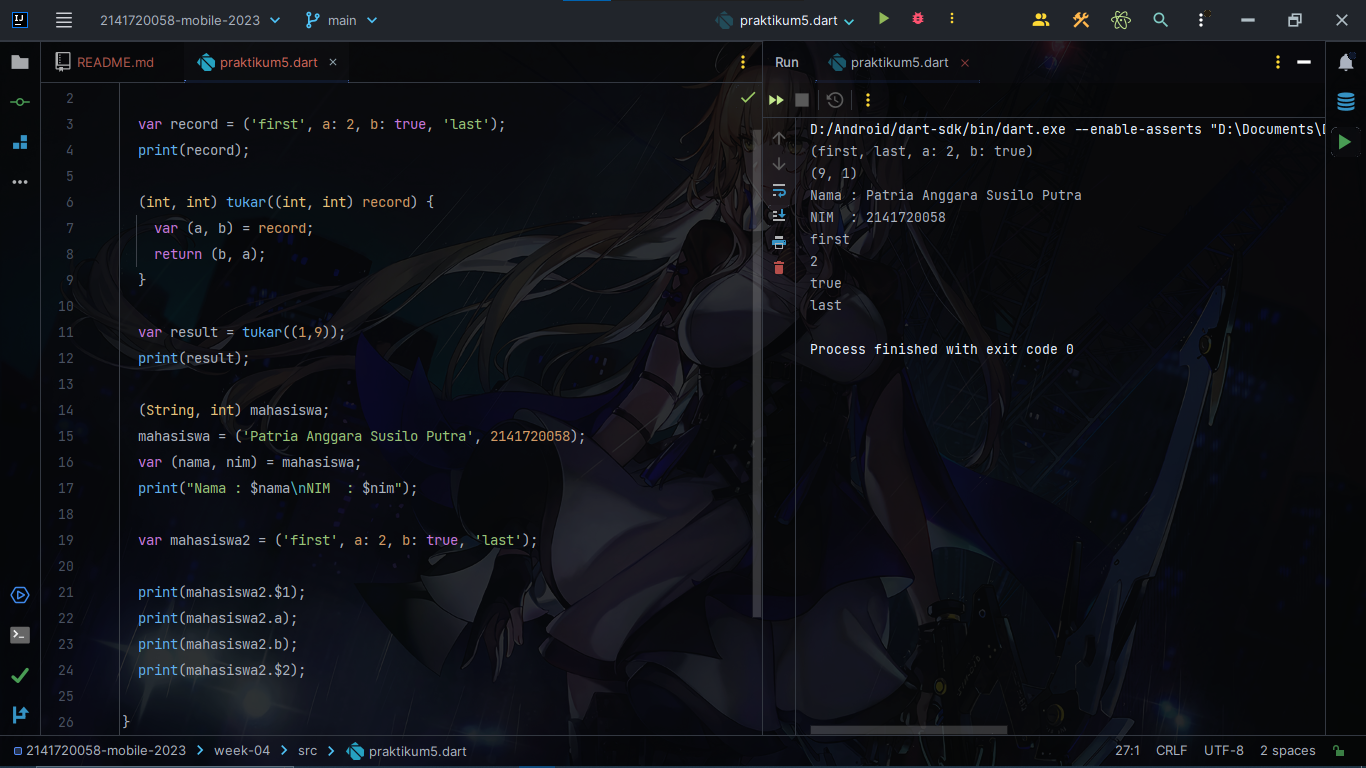 2141720058-mobile-2023 main praktikum5.dart
README.md praktikum5.dart
2
3 var record = ('first', a: 2, b: true, 'last');
4 print(record);
5
6 (int, int) tukar((int, int) record) {
7 var (a, b) = record;
8 return (b, a);
9 }
10
11 var result = tukar((1,9));
12 print(result);
13
14 (String, int) mahasiswa;
15 mahasiswa = ('Patria Anggara Susilo Putra', 2141720058);
16 var (nama, nim) = mahasiswa;
17 print("Nama : $nama\nNIM  : $nim");
18
19 var mahasiswa2 = ('first', a: 2, b: true, 'last');
20
21 print(mahasiswa2.$1);
22 print(mahasiswa2.a);
23 print(mahasiswa2.b);
24 print(mahasiswa2.$2);
25
26 }
Run praktikum5.dart
D:/Android/dart-sdk/bin/dart.exe --enable-asserts "D:\Documents\
(first, last, a: 2, b: true)
(9, 1)
Nama : Patria Anggara Susilo Putra
NIM  : 2141720058
first
2
true
last
Process finished with exit code 0
2141720058-mobile-2023 > week-04 > src > praktikum5.dart
27:1 CRLF UTF-8 2 spaces